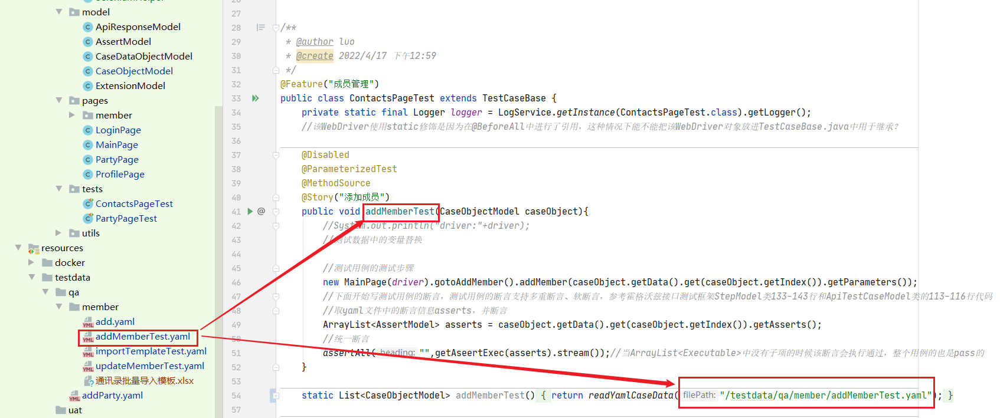 model
ApiResponseModel
AssertModel
CaseDataObjectModel
CaseObjectModel
ExtensionModel
pages
member
LoginPage
MainPage
PartyPage
ProfilePage
tests
ContactsPageTest
PartyPageTest
utils
resources
docker
testdata
qa
member
YML add.yaml
YML addMemberTest.yaml
YML importTemplateTest.yaml
YML updateMemberTest.yaml
通讯录批量导入模板.xlsx
YML addParty.yaml
uat
27
28 /**
29 * @author luo
30 * @create 2022/4/17 下午12:59
31 */
32 @Feature("成员管理")
33 public class ContactsPageTest extends TestCaseBase {
34 private static final Logger logger = LogService.getInstance(ContactsPageTest.class).getLogger();
35 //该WebDriver使用static修饰是因为在@BeforeAll中进行了引用，这种情况下能不能把该WebDriver对象放进TestCaseBase.java中用于继承?
36
37 @Disabled
38 @ParameterizedTest
39 @MethodSource
40 @Story("添加成员")
41 @ public void addMemberTest(CaseObjectModel caseObject){
42 //System.out.println("driver:"+driver);
43 //测试数据中的变量替换
44
45 //测试用例的测试步骤
46 new MainPage(driver).gotoAddMember().addMember(caseObject.getData().get(caseObject.getIndex()).getParameters());
47 //下面开始写测试用例的断言，测试用例的断言支持多重断言、软断言，参考霍格沃兹接口测试框架StepModel类133-143行和ApiTestCaseModel类的113-116行代码
48 //取yaml文件中的断言信息asserts，并断言
49 ArrayList<AssertModel> asserts = caseObject.getData().get(caseObject.getIndex()).getAsserts();
50 //统一断言
51 assertAll( heading: "",getAseertExec(asserts).stream());//当ArrayList<Executable>中没有子项的时候该断言会执行通过，整个用例的也是pass的
52 }
53
54 static List<CaseObjectModel> addMemberTest() { return readYamlCaseData( filePath: "/testdata/qa/member/addMemberTest.yaml"); }
57